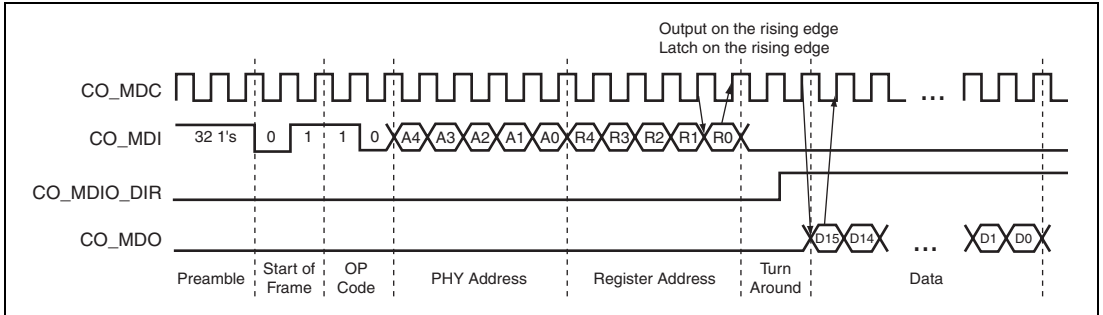 Output on the rising edge
Latch on the rising edge
CO_MDC
...
CO_MDI
32 1's 0 1 1 0 A4 A3 A2 A1 A0 R4 R3 R2 R1 R0
CO_MDIO_DIR
CO_MDO
D15 D14 ... D1 D0
Preamble
Start of
Frame
OP
Code
PHY Address
Register Address
Turn
Around
Data